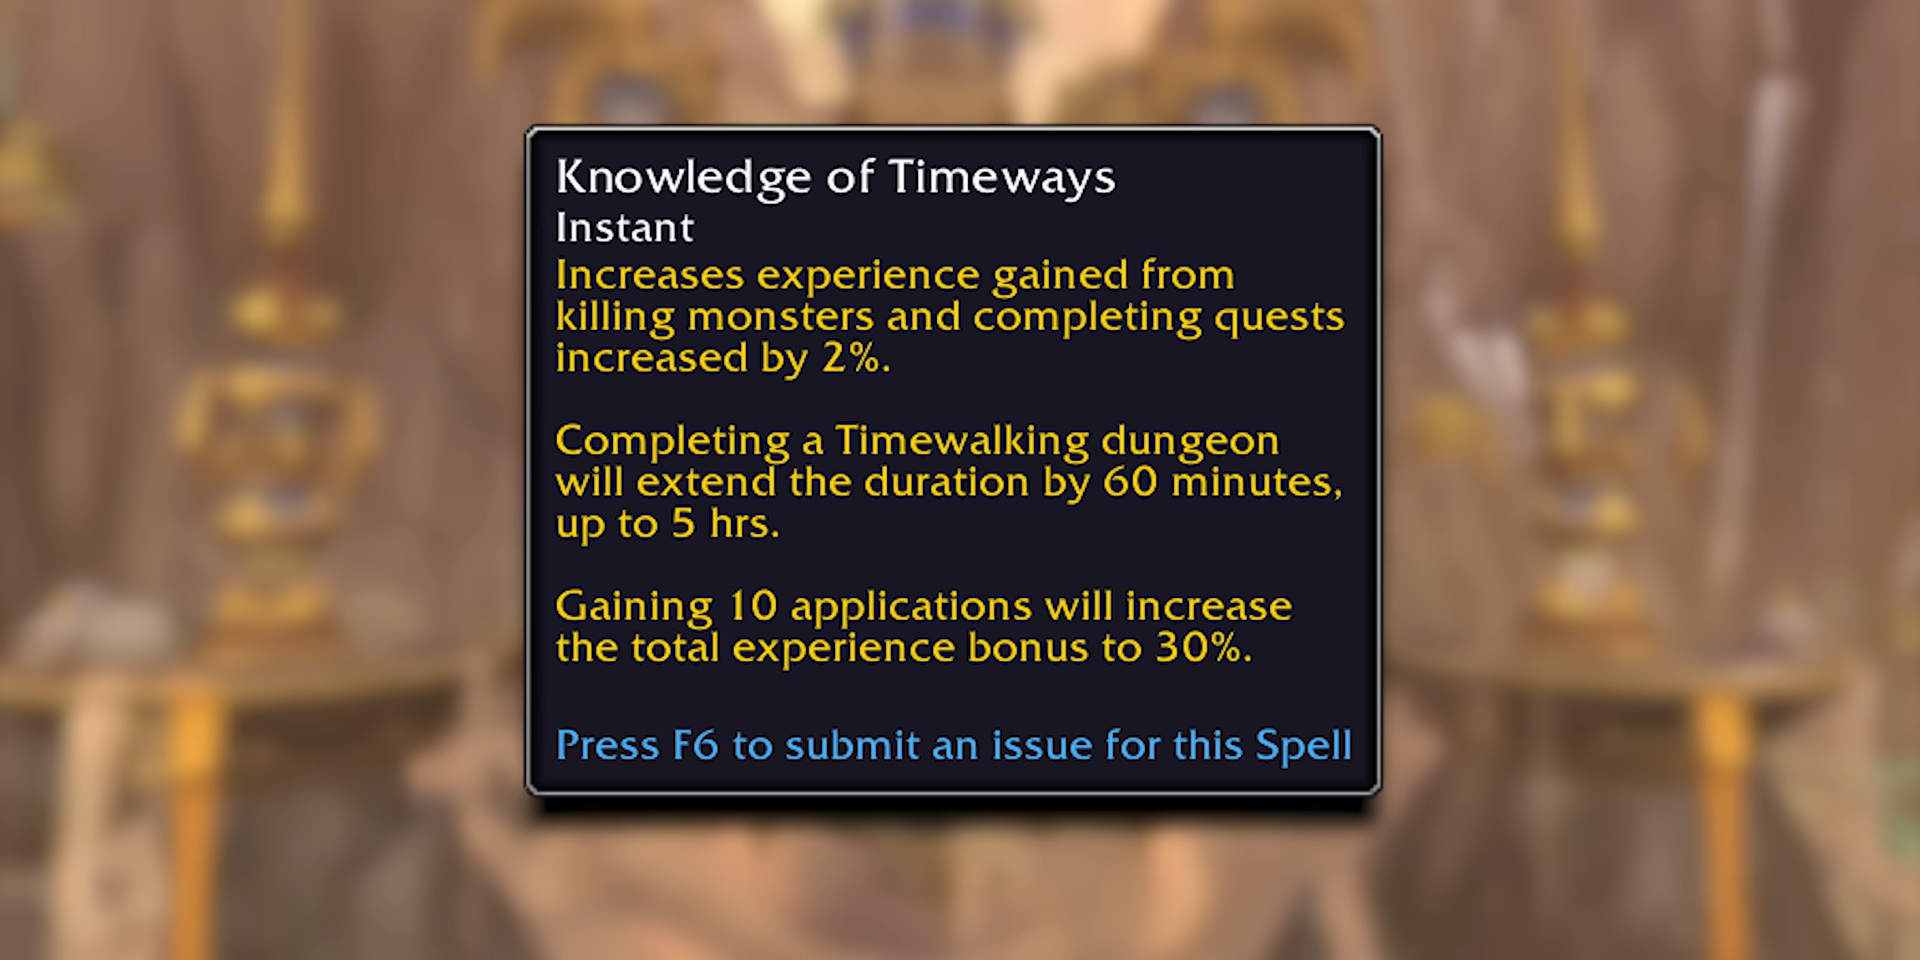 Knowledge of Timeways
Instant
Increases experience gained from
killing monsters and completing quests
increased by 2%.
Completing a Timewalking dungeon
will extend the duration by 60 minutes,
up to 5 hrs.
Gaining 10 applications will increase
the total experience bonus to 30%.
Press F6 to submit an issue for this Spell